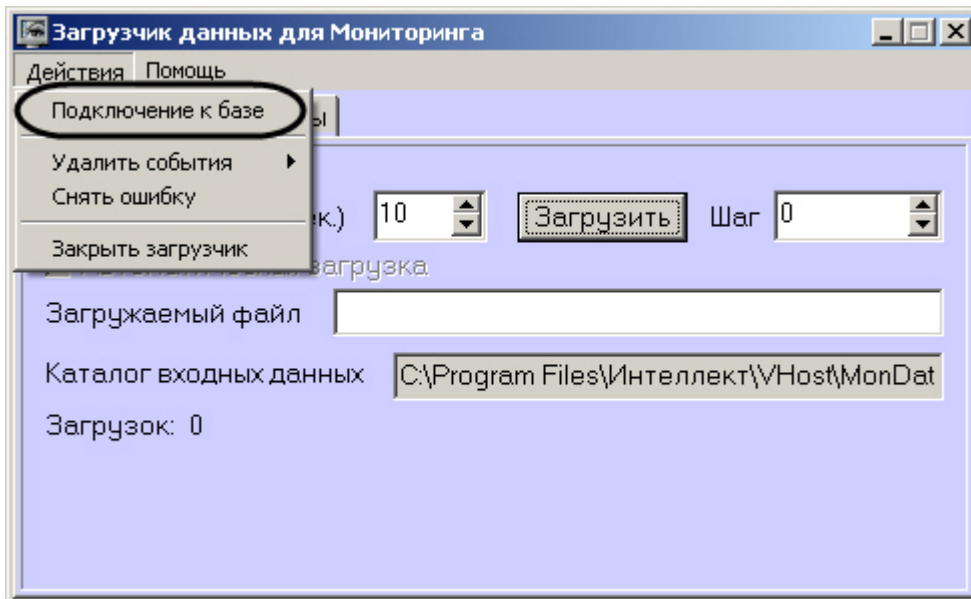 Загрузчик данных для Мониторинга
Действия Помощь
Подключение к базе
Удалить события
Снять ошибку
Закрыть загрузчик
10 Загрузить Шаг 0
загрузка
Загружаемый файл
Каталог входных данных C:\Program Files\Интеллект\VHost\MonDat
Загрузок: 0